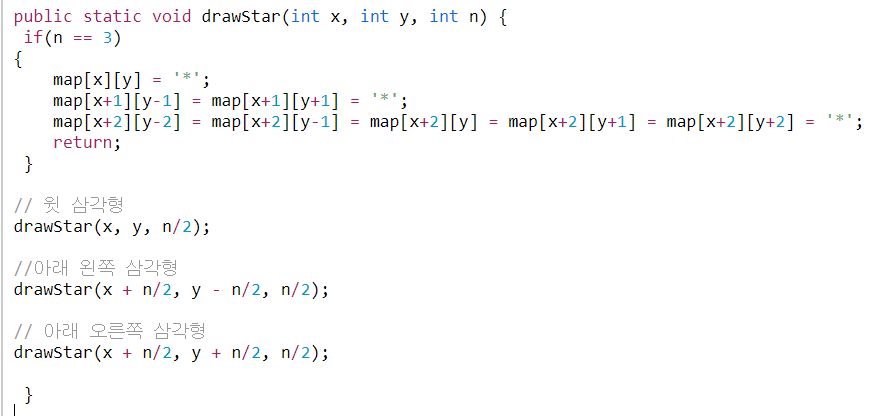 public static void drawStar(int x, int y, int n) {
if(n == 3)
{
map[x][y] = '*';
map[x+1][y-1] = map[x+1][y+1] = '*';
map[x+2][y-2] = map[x+2][y-1] = map[x+2][y] = map[x+2][y+1] = map[x+2][y+2] = '*';
return;
}
// 윗 삼각형
drawStar(x, y, n/2);
//아래 왼쪽 삼각형
drawStar(x + n/2, y - n/2, n/2);
// 아래 오른쪽 삼각형
drawStar(x + n/2, y + n/2, n/2);
}